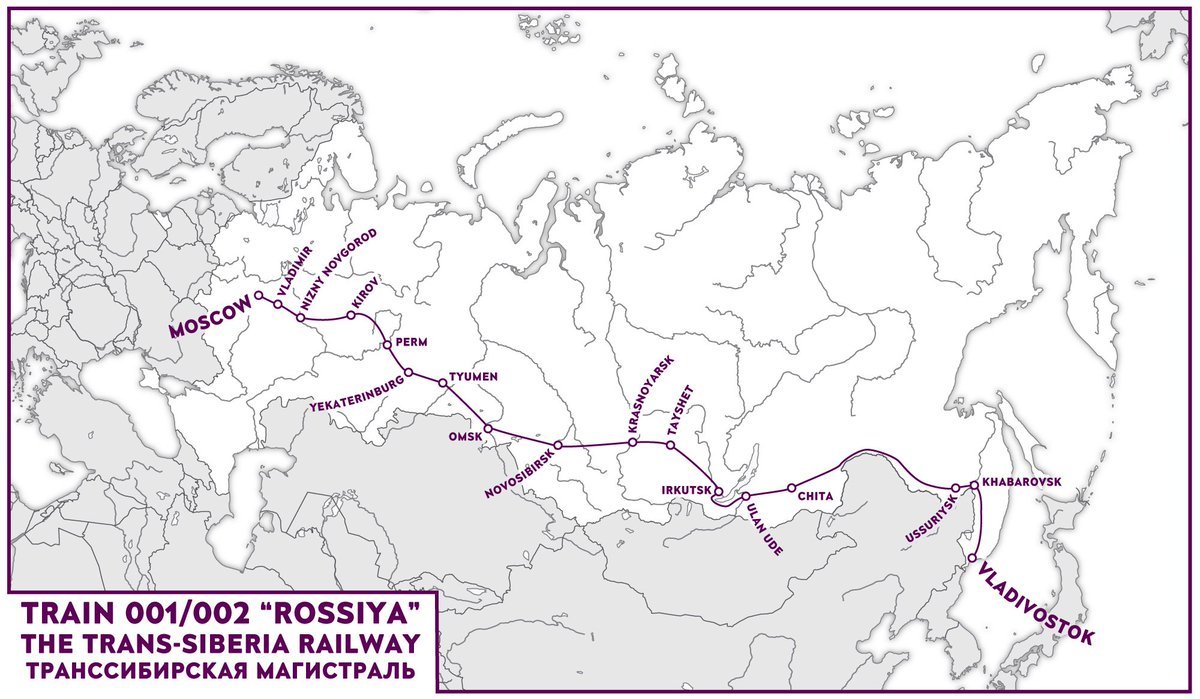 MOSCOW
VLADIMIR
NIZNY NOVGOROD
KIROV
PERM
YEKATERINBURG
TYUMEN
OMSK
NOVOSIBIRSK
KRASNOYARSK
TAYSHET
IRKUTSK
ULAN UDE
CHITA
USSURIYSK
KHABAROVSK
VLADIVOSTOK
TRAIN 001/002 “ROSSIYA”
THE TRANS-SIBERIA RAILWAY
ТРАНССИБИРСКАЯ МАГИСТРАЛЬ